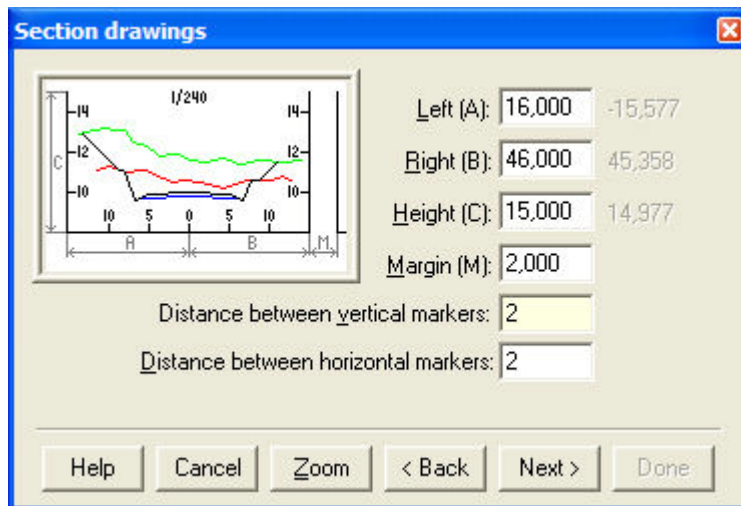 Section drawings
1/240
14 14
12 12
C
10 10
10 5 0 5 10
A B M
Left (A): 16,000 -15,577
Right (B): 46,000 45,358
Height (C): 15,000 14,977
Margin (M): 2,000
Distance between vertical markers: 2
Distance between horizontal markers: 2
Help Cancel Zoom < Back Next > Done